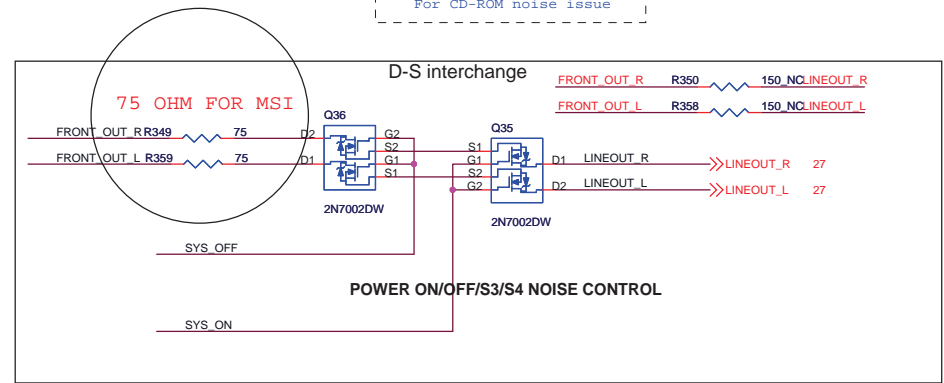 For CD-ROM noise issue
D-S interchange
75 OHM FOR MSI
FRONT_OUT_R R350 150_NC LINEOUT_R
FRONT_OUT_L R358 150_NC LINEOUT_L
Q36
Q35
FRONT_OUT_R R349 75 D2 G2
S2 S1
FRONT_OUT_L R359 75 D1 G1 G1 D1 LINEOUT_R LINEOUT_R 27
S1 S2
G2 D2 LINEOUT_L LINEOUT_L 27
2N7002DW
2N7002DW
SYS_OFF
POWER ON/OFF/S3/S4 NOISE CONTROL
SYS_ON